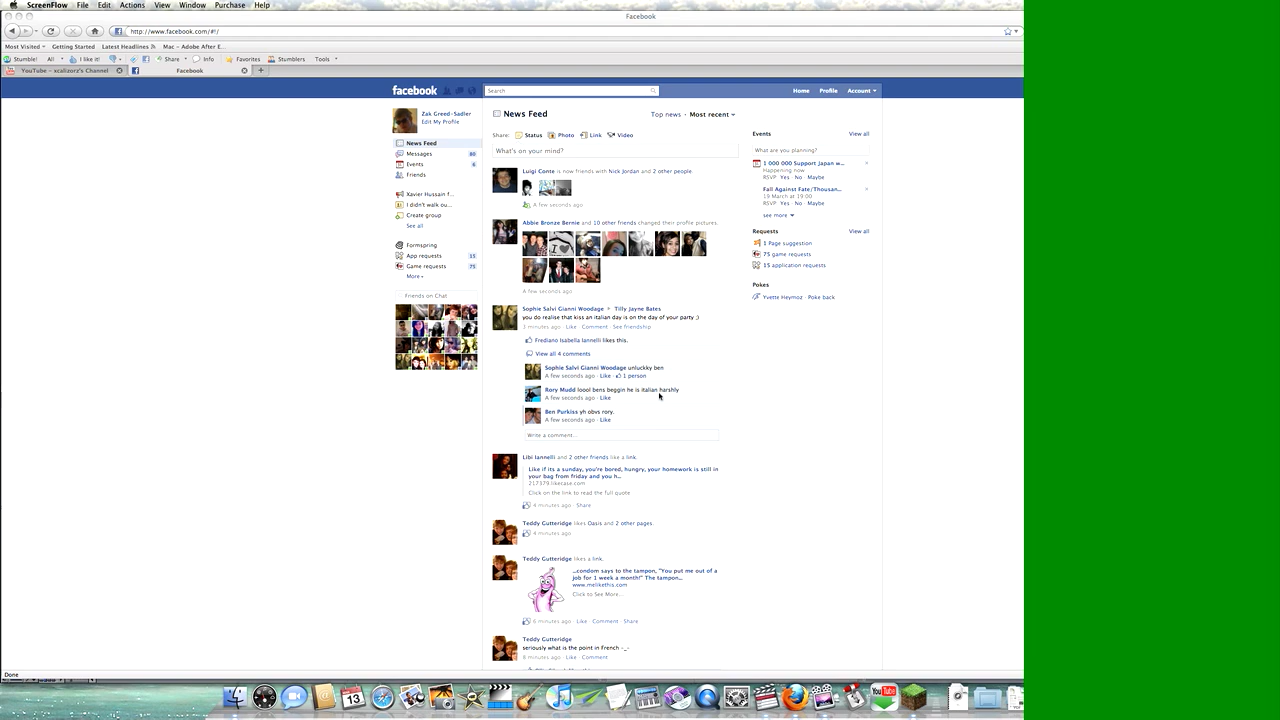 ScreenFlow File Edit Actions View Window Purchase Help
Facebook
http://www.facebook.com/#!/
Most Visited Getting Started Latest Headlines Mac - Adobe After E...
Stumble! All I like it! Share Info Favorites Stumblers Tools
YouTube - xcalizorz's Channel Facebook
facebook Search Home Profile Account
Zak Greed-Sadler
Edit My Profile
News Feed
Messages 80
Events 6
Friends
Xavier Hussain f...
I didn't walk ou...
Create group
See all
Formspring
App requests 15
Game requests 75
More
Friends on Chat
News Feed Top news · Most recent
Share: Status Photo Link Video
What's on your mind?
Luigi Conte is now friends with Nick Jordan and 2 other people.
A few seconds ago
Abbie Bronze Bernie and 10 other friends changed their profile pictures.
A few seconds ago
Sophie Salvi Gianni Woodage Tilly Jayne Bates
you do realise that kiss an italian day is on the day of your party ;)
3 minutes ago · Like · Comment · See friendship
Frediano Isabella Iannelli likes this.
View all 4 comments
Sophie Salvi Gianni Woodage unluckky ben
A few seconds ago · Like · 1 person
Rory Mudd loool bens beggin he is italian harshly
A few seconds ago · Like
Ben Purkiss yh obvs rory.
A few seconds ago · Like
Write a comment...
Libi Iannelli and 2 other friends like a link.
Like if its a sunday, you're bored, hungry, your homework is still in
your bag from friday and you h...
217379.likecase.com
Click on the link to read the full quote
4 minutes ago · Share
Teddy Gutteridge likes Oasis and 2 other pages.
4 minutes ago
Teddy Gutteridge likes a link.
...condom says to the tampon, "You put me out of a
job for 1 week a month!" The tampon...
www.melikethis.com
Click to See More...
6 minutes ago · Like · Comment · Share
Teddy Gutteridge
seriously what is the point in French -_-
8 minutes ago · Like · Comment
Events View all
What are you planning?
1 000 000 Support Japan w...
Happening now
RSVP Yes · No · Maybe
Fall Against Fate/Thousan...
19 March at 19:00
RSVP Yes · No · Maybe
see more
Requests View all
1 Page suggestion
75 game requests
15 application requests
Pokes
Yvette Heymoz · Poke back
Done
13
You Tube